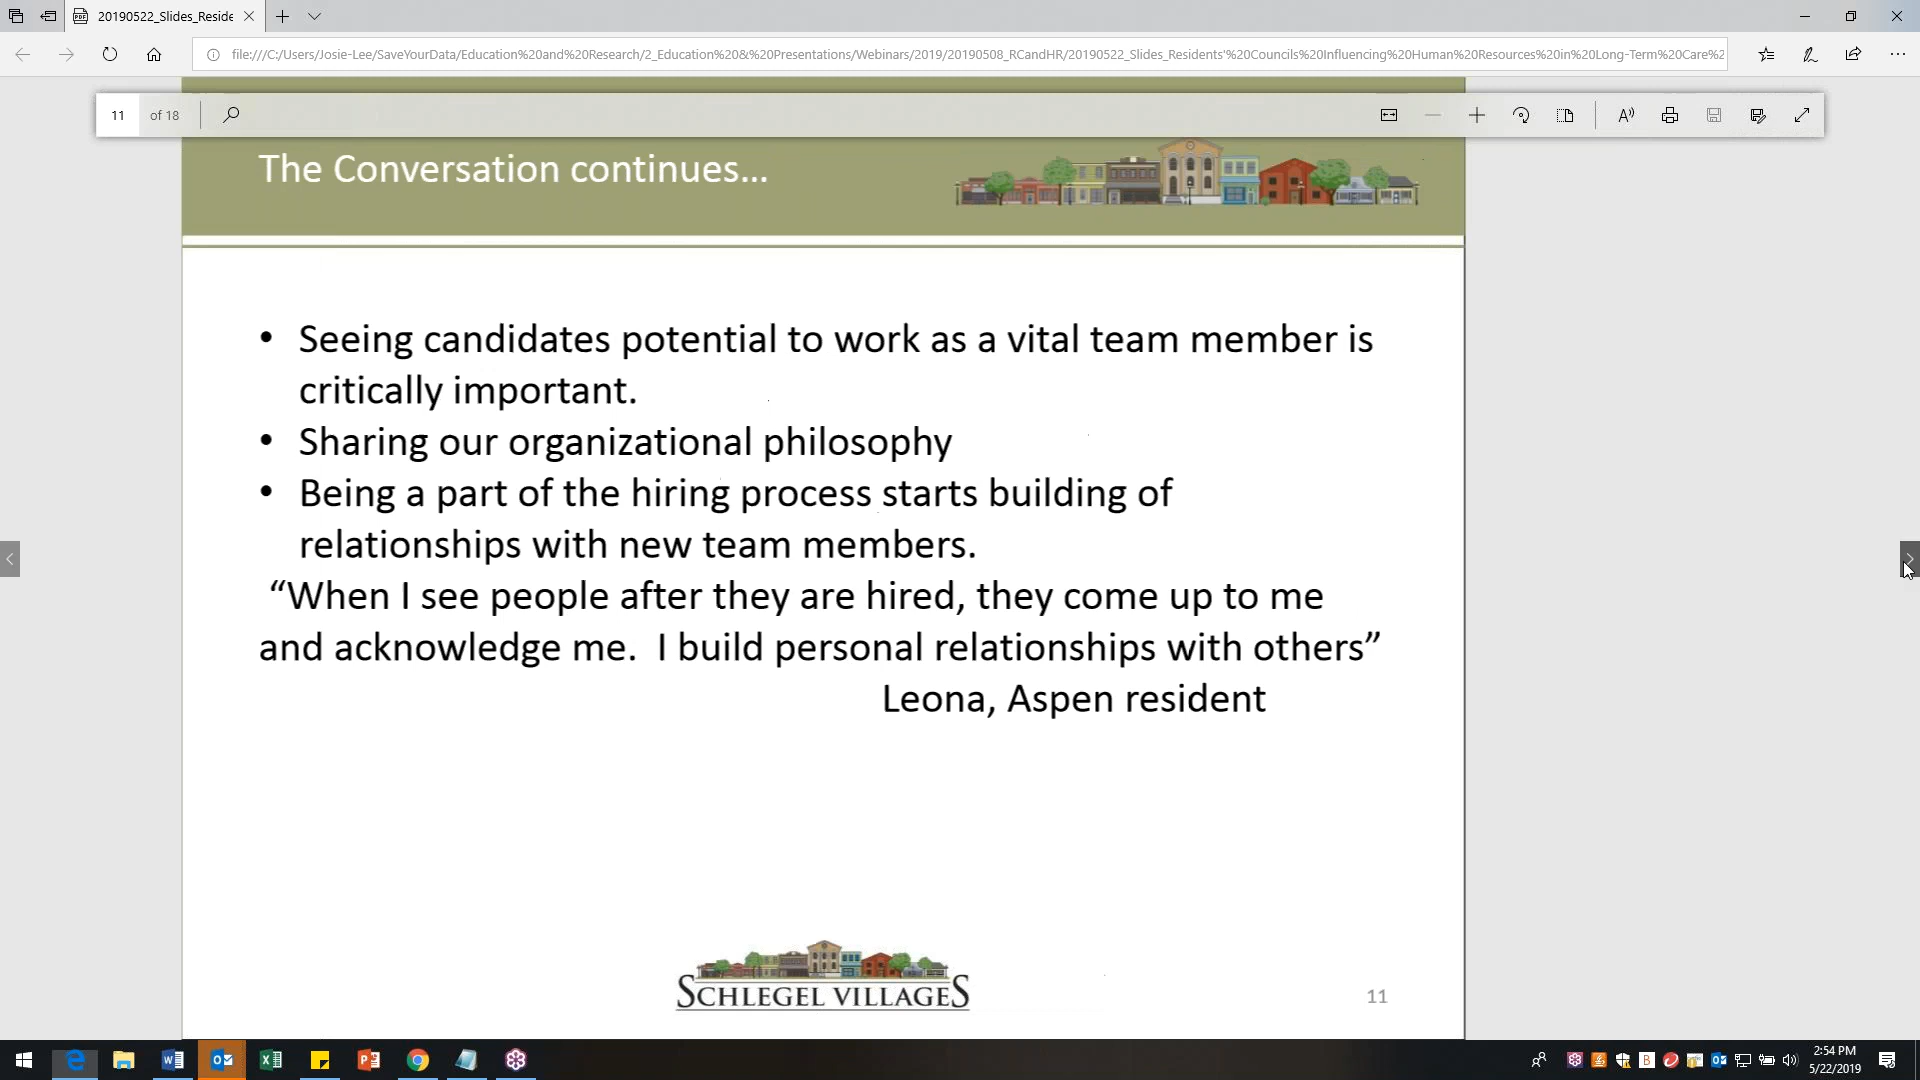 20190522_Slides_Reside
file:///C:/Users/Josie-Lee/SaveYourData/Education%20and%20Research/2_Education%20&%20Presentations/Webinars/2019/20190508_RCandHR/20190522_Slides_Residents'%20Councils%20Influencing%20Human%20Resources%20in%20Long-Term%20Care%2
11 of 18
The Conversation continues...
• Seeing candidates potential to work as a vital team member is
critically important.
• Sharing our organizational philosophy
• Being a part of the hiring process starts building of
relationships with new team members.
“When I see people after they are hired, they come up to me
and acknowledge me.  I build personal relationships with others”
Leona, Aspen resident
SCHLEGEL VILLAGES
11
2:54 PM
5/22/2019